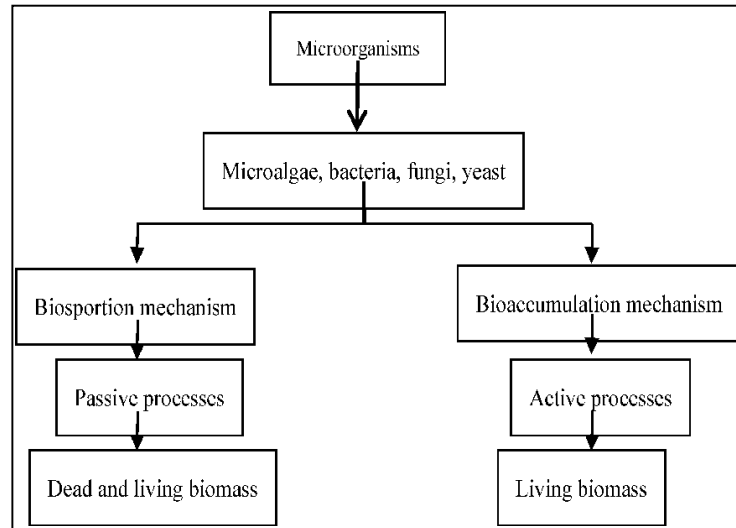 Microorganisms
Microalgae, bacteria, fungi, yeast
Biosportion mechanism
Bioaccumulation mechanism
Passive processes
Active processes
Dead and living biomass
Living biomass